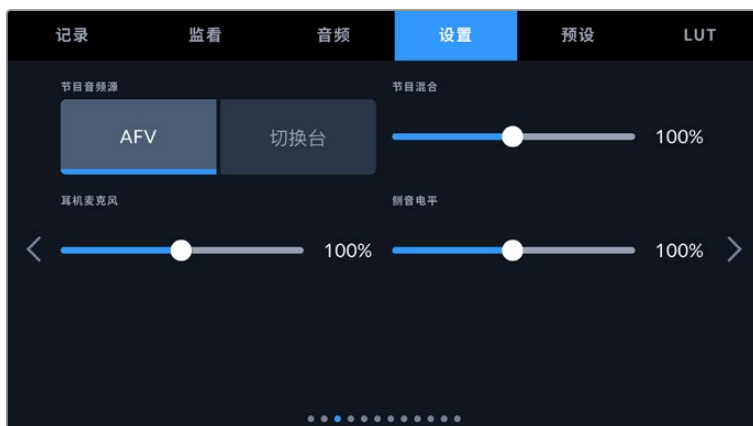 记录 监看 音频 设置 预设 LUT
节目音频源 节目混合
AFV 切换台 100%
耳机麦克风 侧音电平
100% 100%